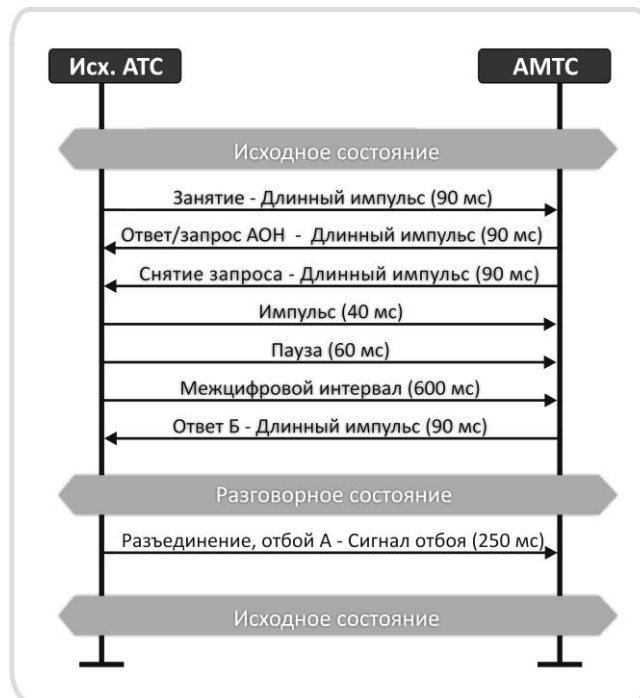 Исх. АТС
АМТС
Исходное состояние
Занятие - Длинный импульс (90 мс)
Ответ/запрос АОН - Длинный импульс (90 мс)
Снятие запроса - Длинный импульс (90 мс)
Импульс (40 мс)
Пауза (60 мс)
Межцифровой интервал (600 мс)
Ответ Б - Длинный импульс (90 мс)
Разговорное состояние
Разъединение, отбой А - Сигнал отбоя (250 мс)
Исходное состояние